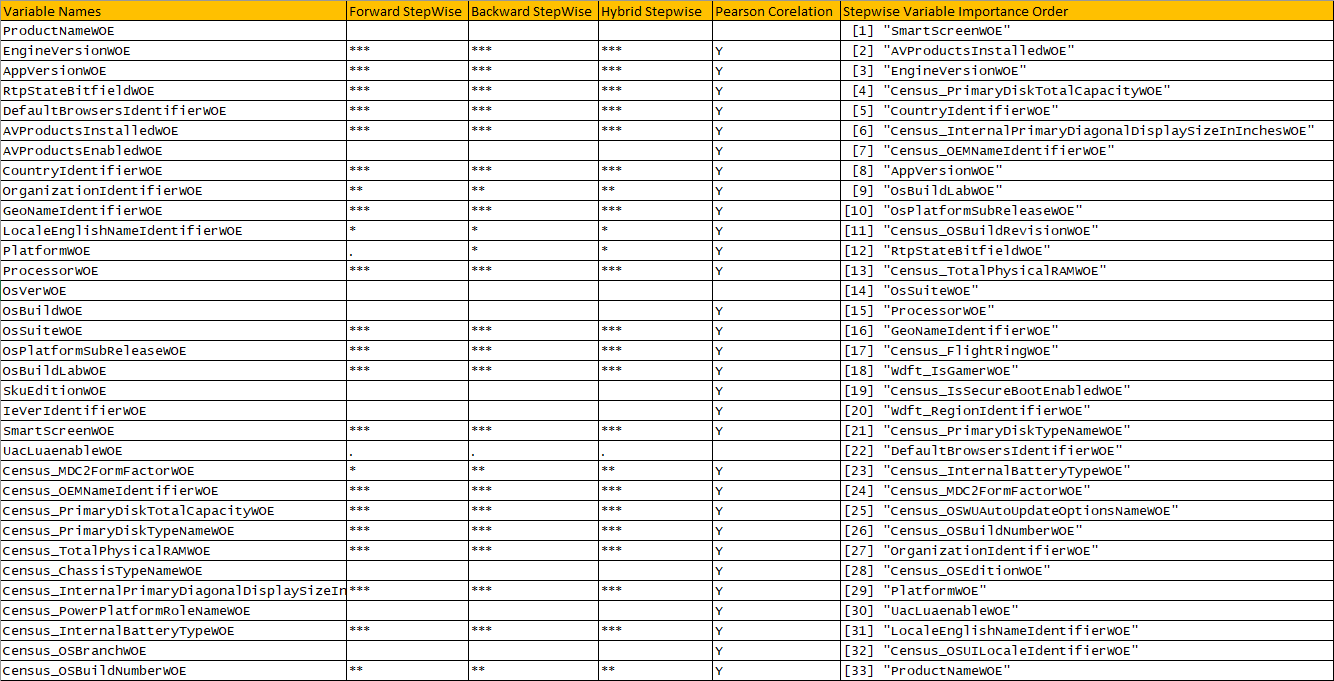 Variable Names Forward StepWise Backward StepWise Hybrid Stepwise Pearson Corelation Stepwise Variable Importance Order
ProductNameWOE [1] "SmartScreenWOE"
EngineVersionWOE *** *** *** Y [2] "AVProductsInstalledWOE"
AppVersionWOE *** *** *** Y [3] "EngineVersionWOE"
RtpStateBitfieldWOE *** *** *** Y [4] "Census_PrimaryDiskTotalCapacityWOE"
DefaultBrowsersIdentifierWOE *** *** *** Y [5] "CountryIdentifierWOE"
AVProductsInstalledWOE *** *** *** Y [6] "Census_InternalPrimaryDiagonalDisplaySizeInInchesWOE"
AVProductsEnabledWOE Y [7] "Census_OEMNameIdentifierWOE"
CountryIdentifierWOE *** *** *** Y [8] "AppVersionWOE"
OrganizationIdentifierWOE ** ** ** Y [9] "OsBuildLabWOE"
GeoNameIdentifierWOE *** *** *** Y [10] "OsPlatformSubReleaseWOE"
LocaleEnglishNameIdentifierWOE * * * Y [11] "Census_OSBuildRevisionWOE"
PlatformWOE . * * Y [12] "RtpStateBitfieldWOE"
ProcessorWOE *** *** *** Y [13] "Census_TotalPhysicalRAMWOE"
OsVerWOE [14] "OsSuiteWOE"
OsBuildWOE Y [15] "ProcessorWOE"
OsSuiteWOE *** *** *** Y [16] "GeoNameIdentifierWOE"
OsPlatformSubReleaseWOE *** *** *** Y [17] "Census_FlightRingWOE"
OsBuildLabWOE *** *** *** Y [18] "Wdft_IsGamerWOE"
SkuEditionWOE Y [19] "Census_IsSecureBootEnabledWOE"
IeVerIdentifierWOE Y [20] "Wdft_RegionIdentifierWOE"
SmartScreenWOE *** *** *** Y [21] "Census_PrimaryDiskTypeNameWOE"
UacLuaenableWOE . . . [22] "DefaultBrowsersIdentifierWOE"
Census_MDC2FormFactorWOE * ** ** Y [23] "Census_InternalBatteryTypeWOE"
Census_OEMNameIdentifierWOE *** *** *** Y [24] "Census_MDC2FormFactorWOE"
Census_PrimaryDiskTotalCapacityWOE *** *** *** Y [25] "Census_OSWUAutoUpdateOptionsNameWOE"
Census_PrimaryDiskTypeNameWOE *** *** *** Y [26] "Census_OSBuildNumberWOE"
Census_TotalPhysicalRAMWOE *** *** *** Y [27] "OrganizationIdentifierWOE"
Census_ChassisTypeNameWOE Y [28] "Census_OSEditionWOE"
Census_InternalPrimaryDiagonalDisplaySizeIn *** *** *** Y [29] "PlatformWOE"
Census_PowerPlatformRoleNameWOE Y [30] "UacLuaenableWOE"
Census_InternalBatteryTypeWOE *** *** *** Y [31] "LocaleEnglishNameIdentifierWOE"
Census_OSBranchWOE Y [32] "Census_OSUILocaleIdentifierWOE"
Census_OSBuildNumberWOE ** ** ** Y [33] "ProductNameWOE"